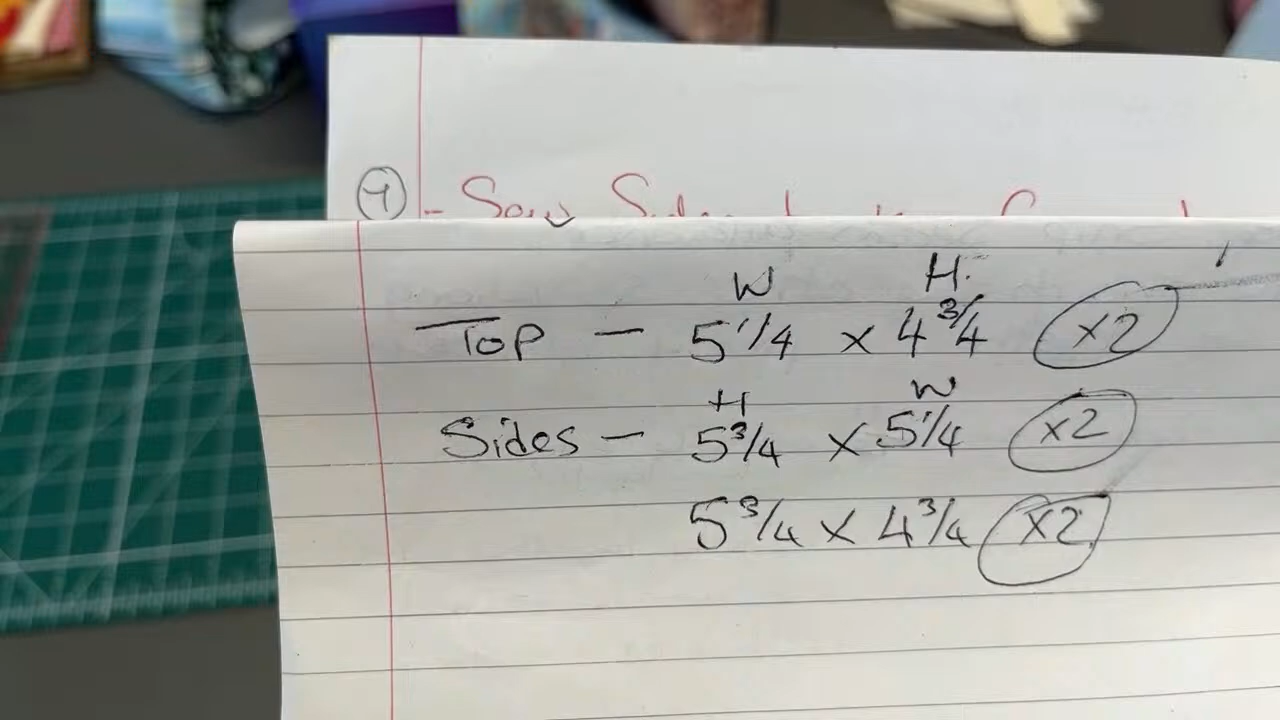 ④ - Sew
W H.
Top - 5 1/4 x 4 3/4 x2
H W
Sides - 5 3/4 x 5 1/4 x2
5 3/4 x 4 3/4 x2